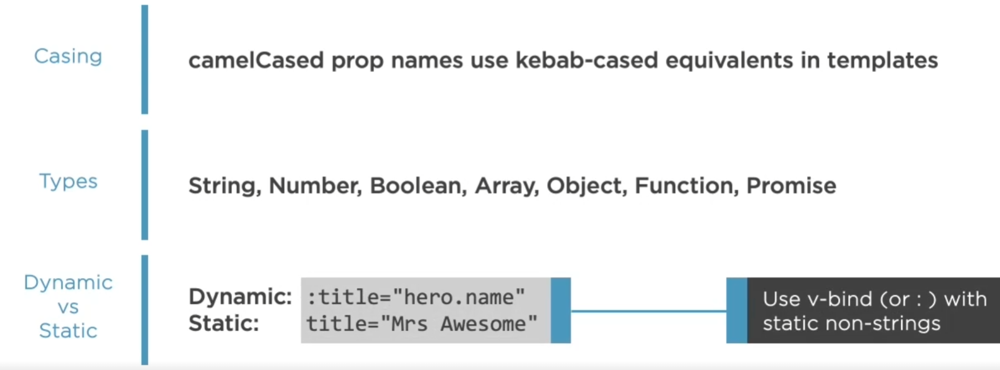 Casing
camelCased prop names use kebab-cased equivalents in templates
Types
String, Number, Boolean, Array, Object, Function, Promise
Dynamic
vs
Static
Dynamic: :title="hero.name"
Static: title="Mrs Awesome"
Use v-bind (or : ) with
static non-strings